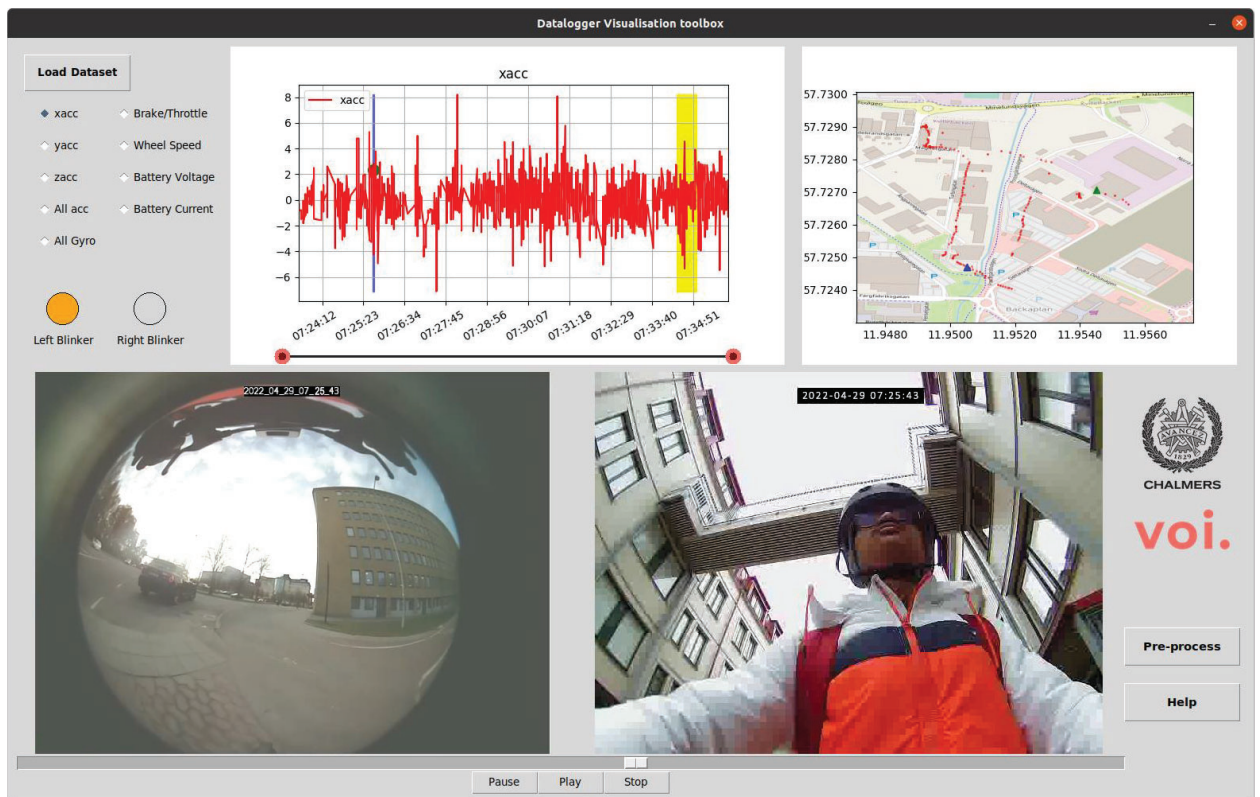 Datalogger Visualisation toolbox
Load Dataset
xacc
Brake/Throttle
yacc
Wheel Speed
zacc
Battery Voltage
All acc
Battery Current
All Gyro
Left Blinker
Right Blinker
xacc
xacc
8
6
4
2
0
−2
−4
−6
07:24:12
07:25:23
07:26:34
07:27:45
07:28:56
07:30:07
07:31:18
07:32:29
07:33:40
07:34:51
57.7300
57.7290
57.7280
57.7270
57.7260
57.7250
57.7240
11.9480
11.9500
11.9520
11.9540
11.9560
P
P
P
P
Färgfabriksgatan
Backaplan
2022_04_29_07_25_43
2022-04-29 07:25:43
AVANCEZ
1829
CHALMERS
voi.
Pre-process
Help
Pause
Play
Stop